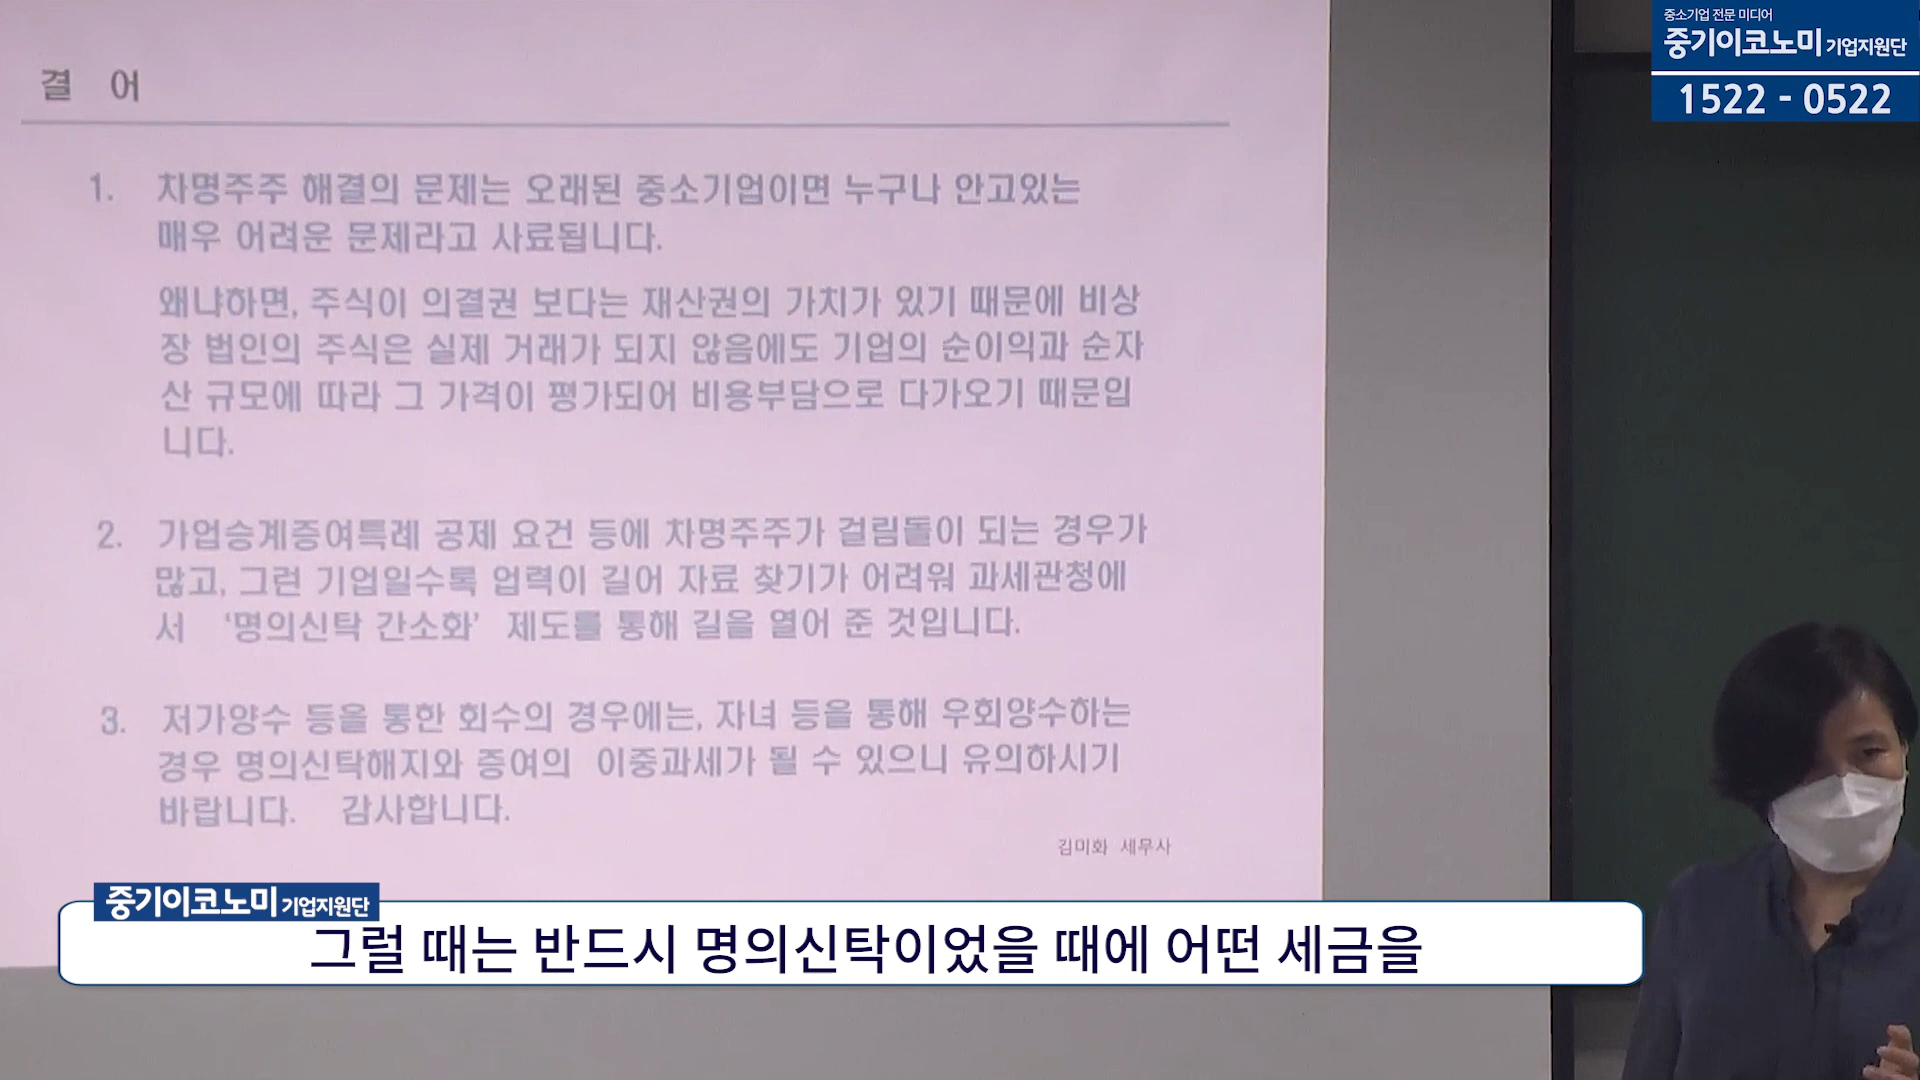 중소기업 전문 미디어
중기이코노미 기업지원단
1522 - 0522
결 어
1. 차명주주 해결의 문제는 오래된 중소기업이면 누구나 안고있는
매우 어려운 문제라고 사료됩니다.
왜냐하면, 주식이 의결권 보다는 재산권의 가치가 있기 때문에 비상
장 법인의 주식은 실제 거래가 되지 않음에도 기업의 순이익과 순자
산 규모에 따라 그 가격이 평가되어 비용부담으로 다가오기 때문입
니다.
2. 가업승계증여특례 공제 요건 등에 차명주주가 걸림돌이 되는 경우가
많고, 그런 기업일수록 업력이 길어 자료 찾기가 어려워 과세관청에
서 ‘명의신탁 간소화’ 제도를 통해 길을 열어 준 것입니다.
3. 저가양수 등을 통한 회수의 경우에는, 자녀 등을 통해 우회양수하는
경우 명의신탁해지와 증여의 이중과세가 될 수 있으니 유의하시기
바랍니다. 감사합니다.
김미화 세무사
중기이코노미 기업지원단
그럴 때는 반드시 명의신탁이었을 때에 어떤 세금을